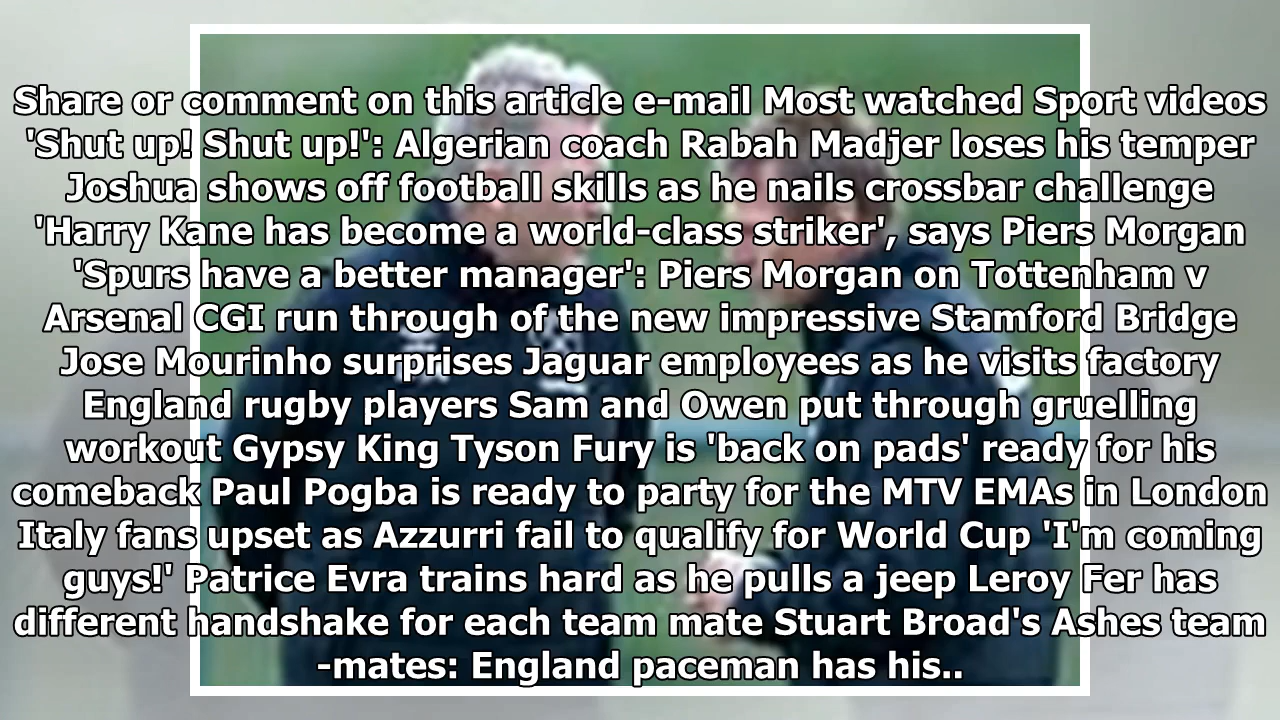 Share or comment on this article e-mail Most watched Sport videos
'Shut up! Shut up!': Algerian coach Rabah Madjer loses his temper
Joshua shows off football skills as he nails crossbar challenge
'Harry Kane has become a world-class striker', says Piers Morgan
'Spurs have a better manager': Piers Morgan on Tottenham v
Arsenal CGI run through of the new impressive Stamford Bridge
Jose Mourinho surprises Jaguar employees as he visits factory
England rugby players Sam and Owen put through gruelling
workout Gypsy King Tyson Fury is 'back on pads' ready for his
comeback Paul Pogba is ready to party for the MTV EMAs in London
Italy fans upset as Azzurri fail to qualify for World Cup 'I'm coming
guys!' Patrice Evra trains hard as he pulls a jeep Leroy Fer has
different handshake for each team mate Stuart Broad's Ashes team
-mates: England paceman has his..